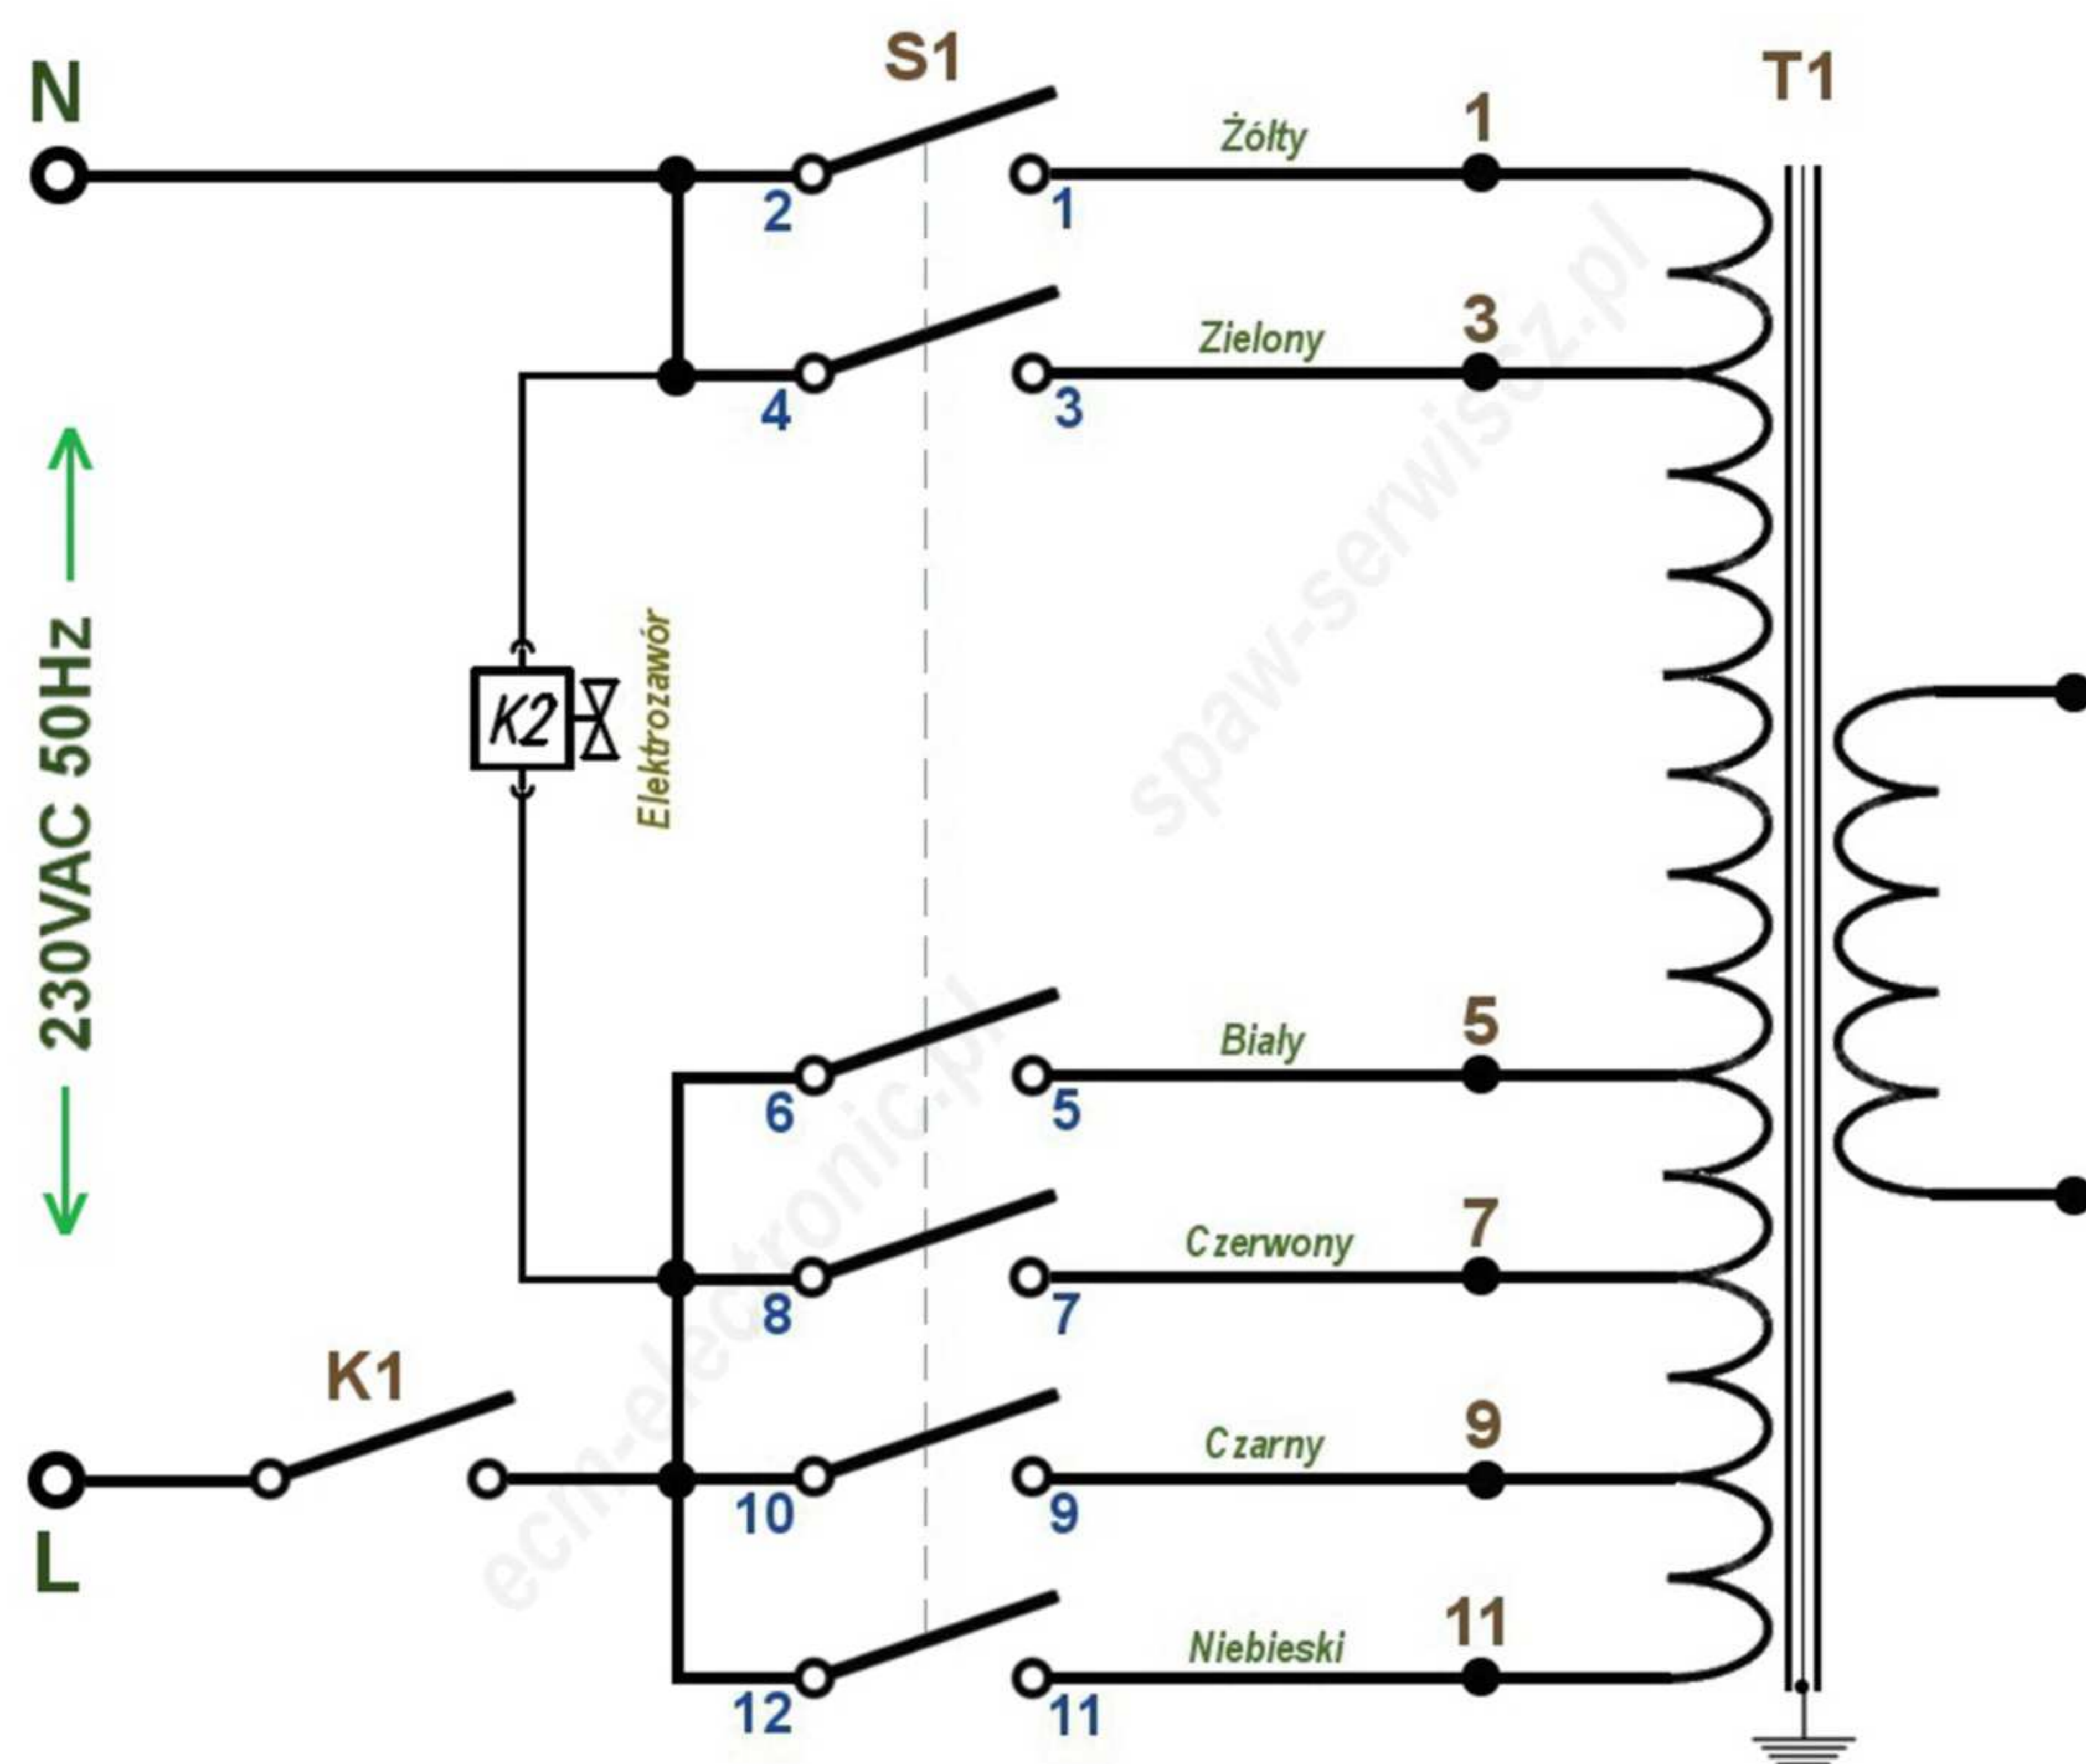 S1
T1
N
Żółty
1
2
1
Zielony
3
4
3
230VAC 50Hz
K2
Elektrozawór
spaw-serwiscz.pl
Biały
5
6
5
Czerwony
7
8
7
ecm-electronic.pl
K1
Czarny
9
10
9
L
Niebieski
11
12
11